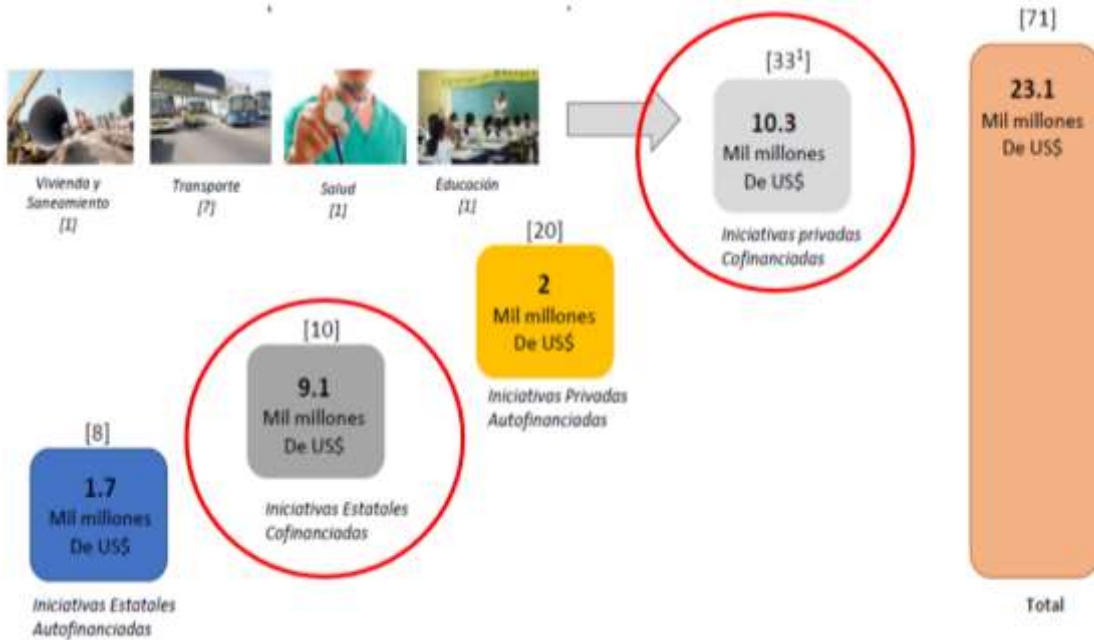 [71]
[33¹]
23.1
Mil millones
De US$
10.3
Mil millones
De US$
Vivienda y
Saneamiento
[1]
Transporte
[7]
Salud
[1]
Educación
[1]
Iniciativas privadas
Cofinanciadas
[20]
2
Mil millones
De US$
Iniciativas Privadas
Autofinanciadas
[10]
9.1
Mil millones
De US$
Iniciativas Estatales
Cofinanciadas
[8]
1.7
Mil millones
De US$
Iniciativas Estatales
Autofinanciadas
Total